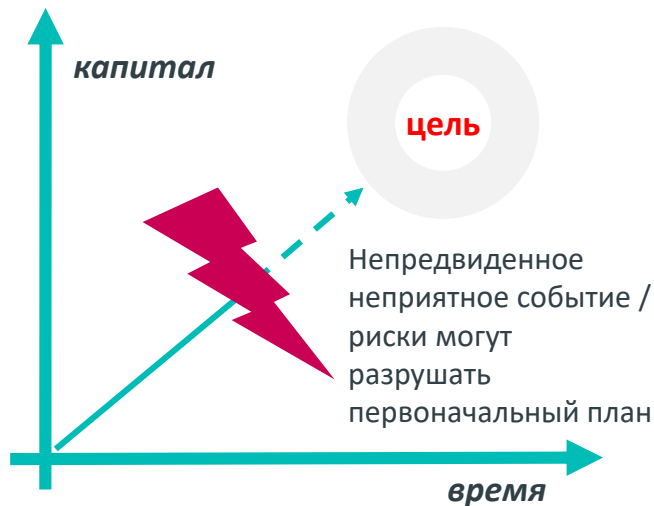 капитал
цель
Непредвиденное
неприятное событие /
риски могут
разрушать
первоначальный план
время